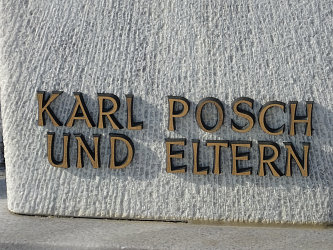 KARL POSCH
UND ELTERN